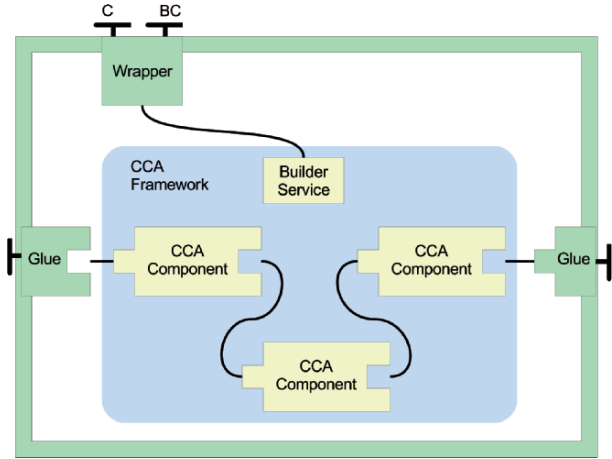 C
BC
Wrapper
CCA
Framework
Builder
Service
Glue
CCA
Component
CCA
Component
Glue
CCA
Component